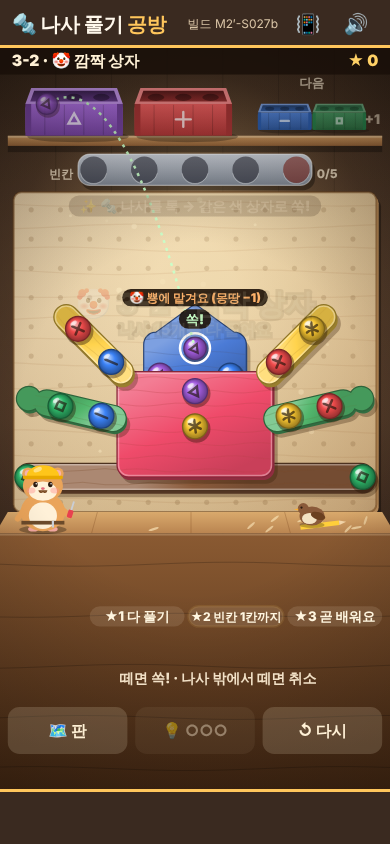 나사 풀기 공방
빌드 M2'-S027b
3-2 · 깜짝 상자
★ 0
다음
+1
빈칸
0/5
뿅에 맡겨요 (몽땅 −1)
쏙!
★1 다 풀기
★2 빈칸 1칸까지
★3 곧 배워요
떼면 쏙! · 나사 밖에서 떼면 취소
판
다시